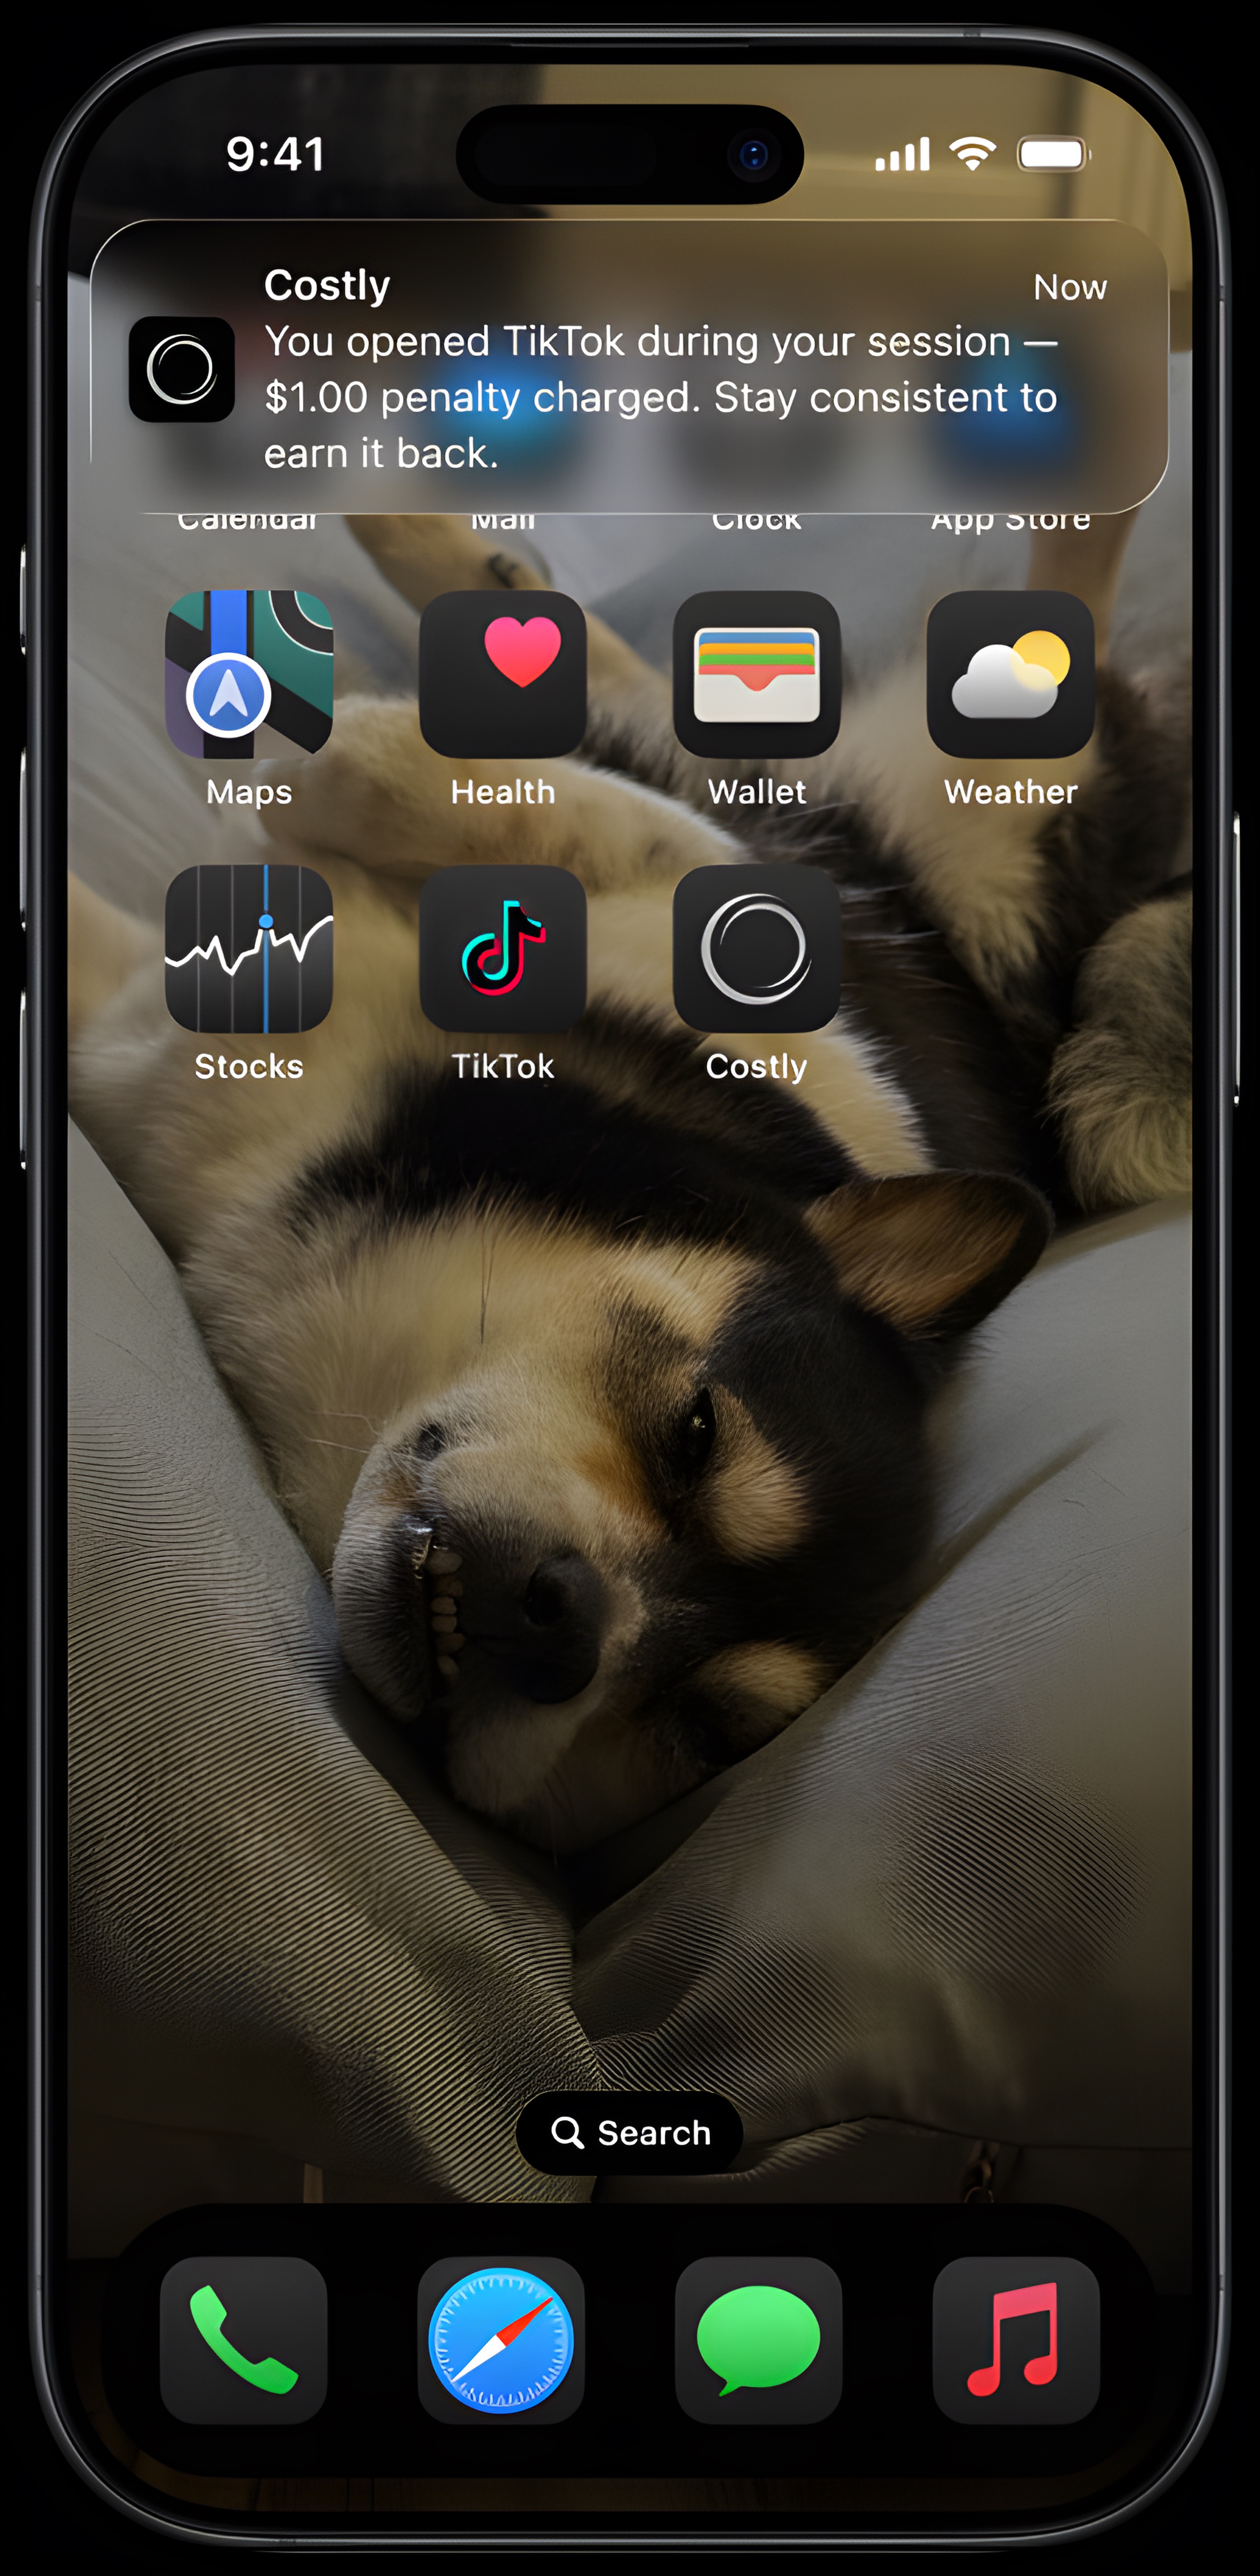 9:41
Costly
Now
You opened TikTok during your session —
$1.00 penalty charged. Stay consistent to
earn it back.
Calendar Mail Clock App Store
Maps Health Wallet Weather
Stocks TikTok Costly
Search